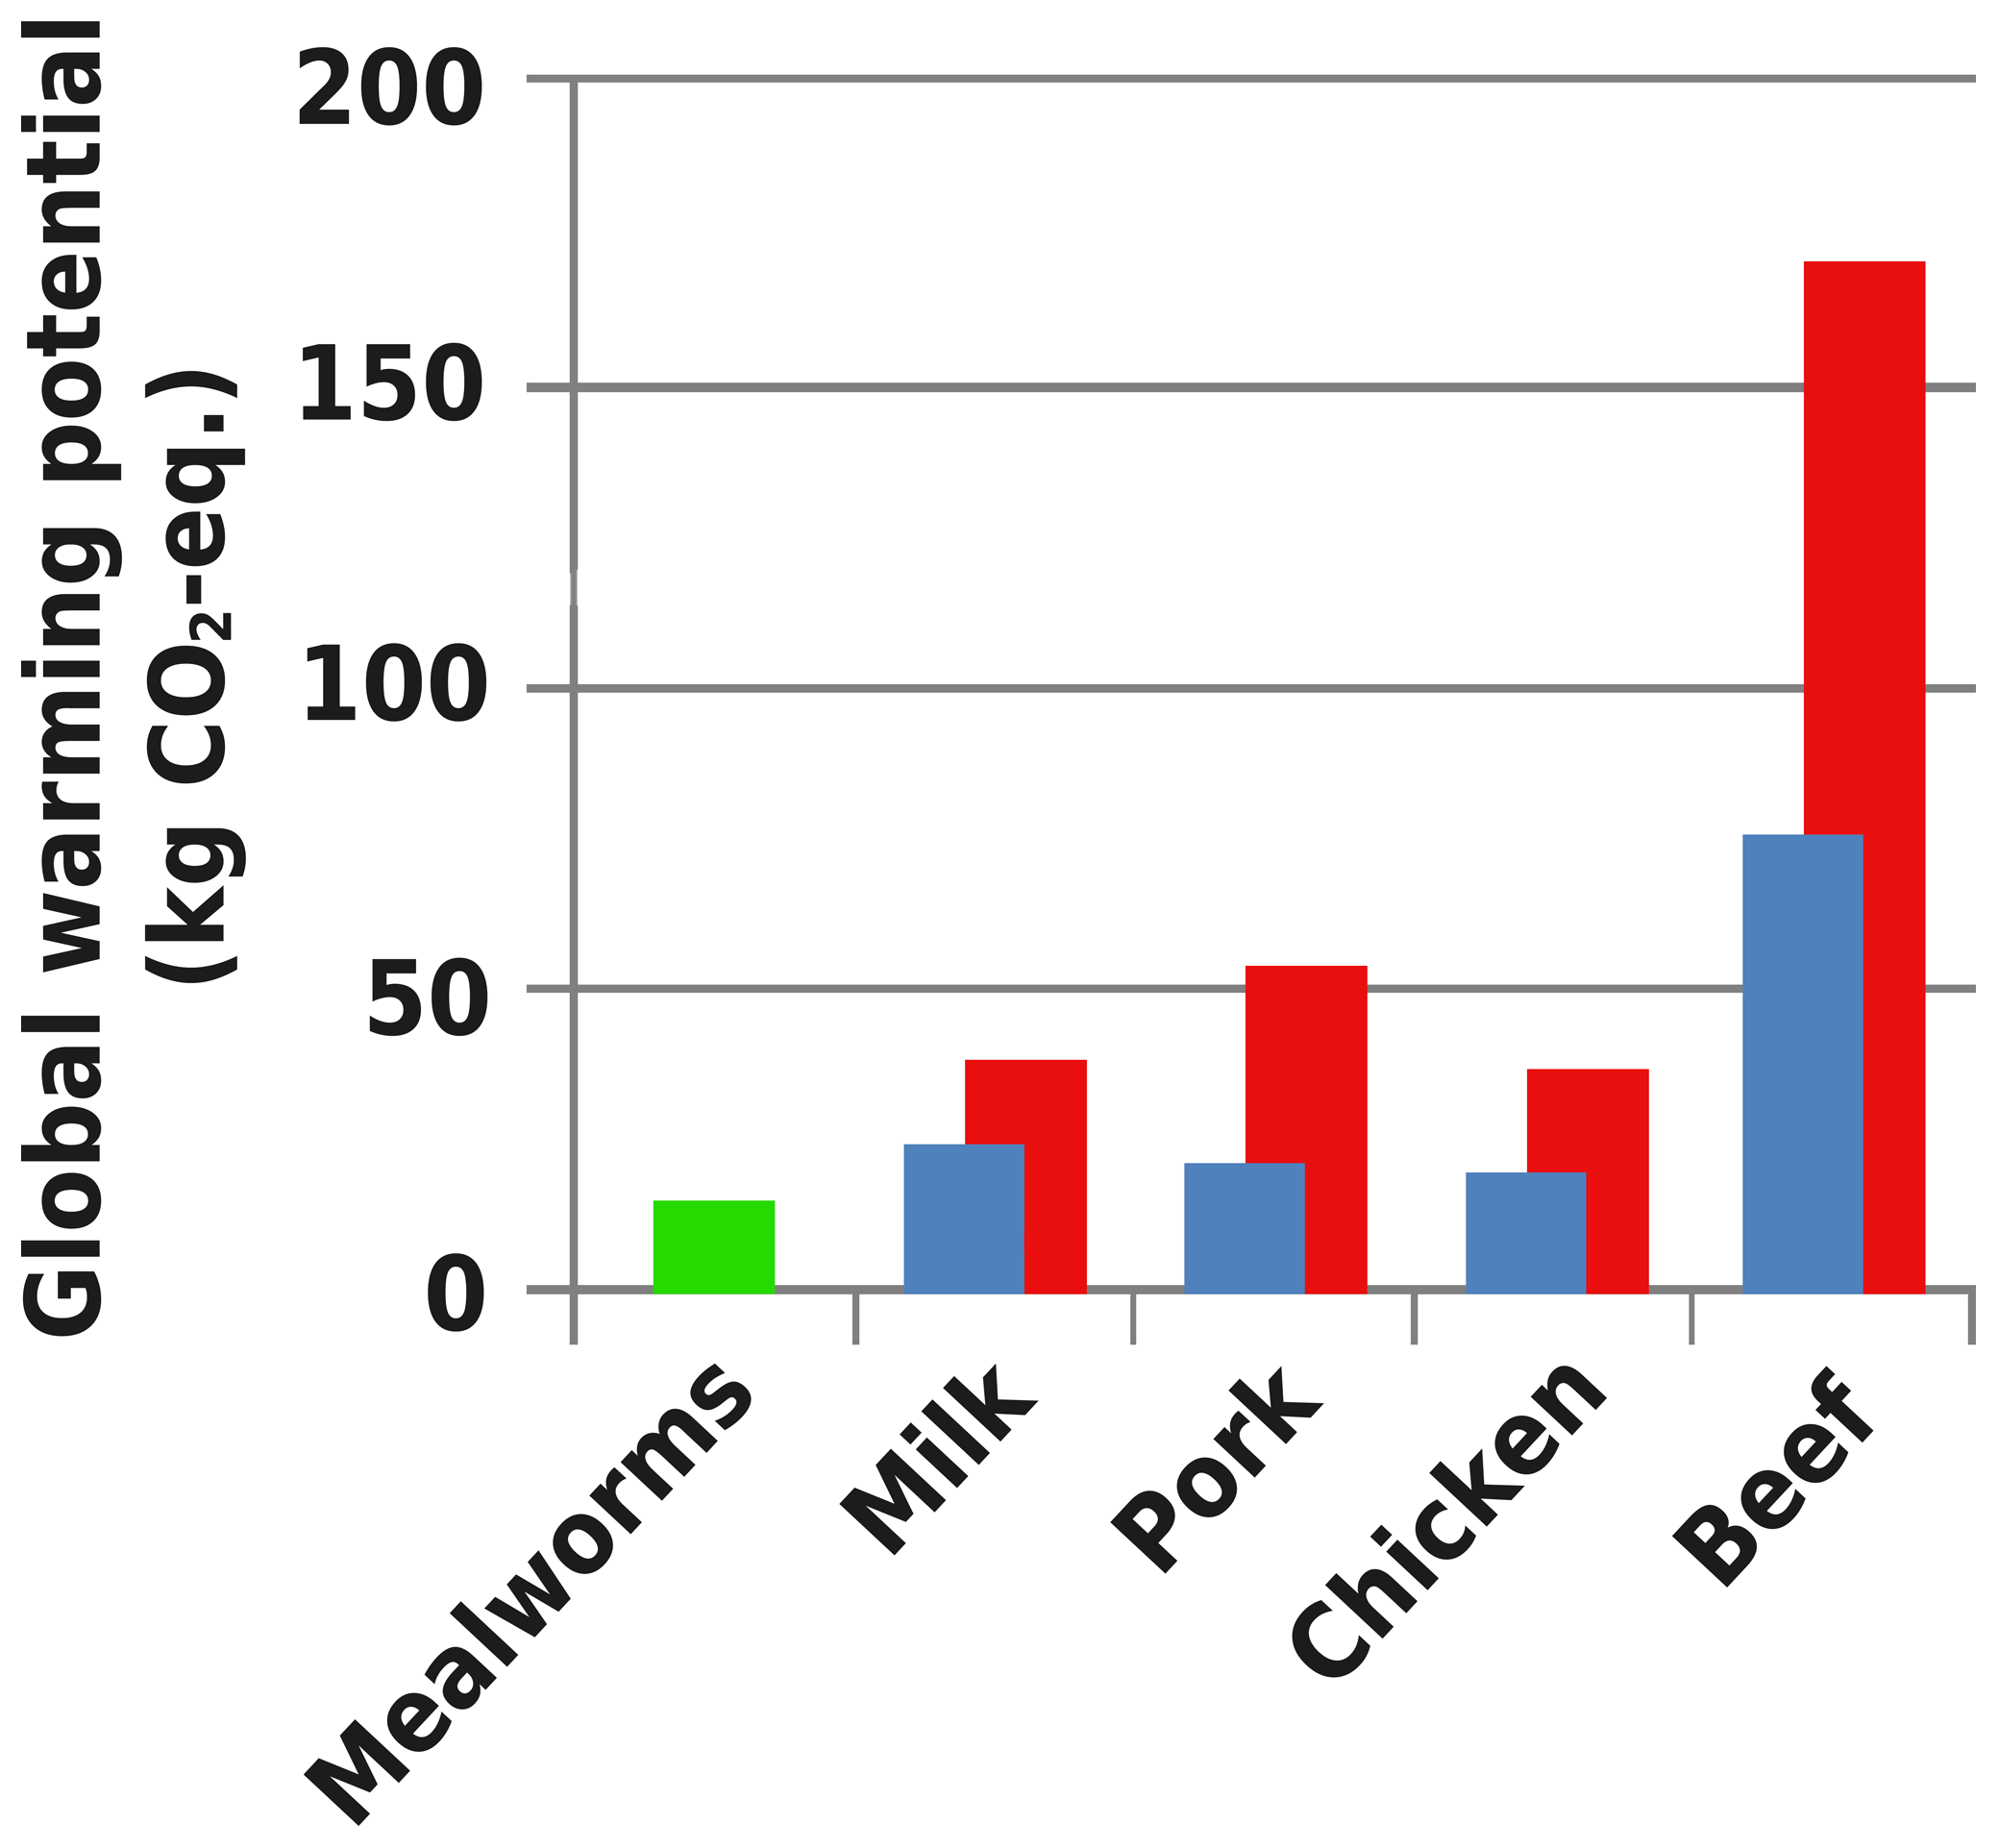 Global warming potential
(kg CO₂-eq.)
200
150
100
50
0
Mealworms
Milk
Pork
Chicken
Beef